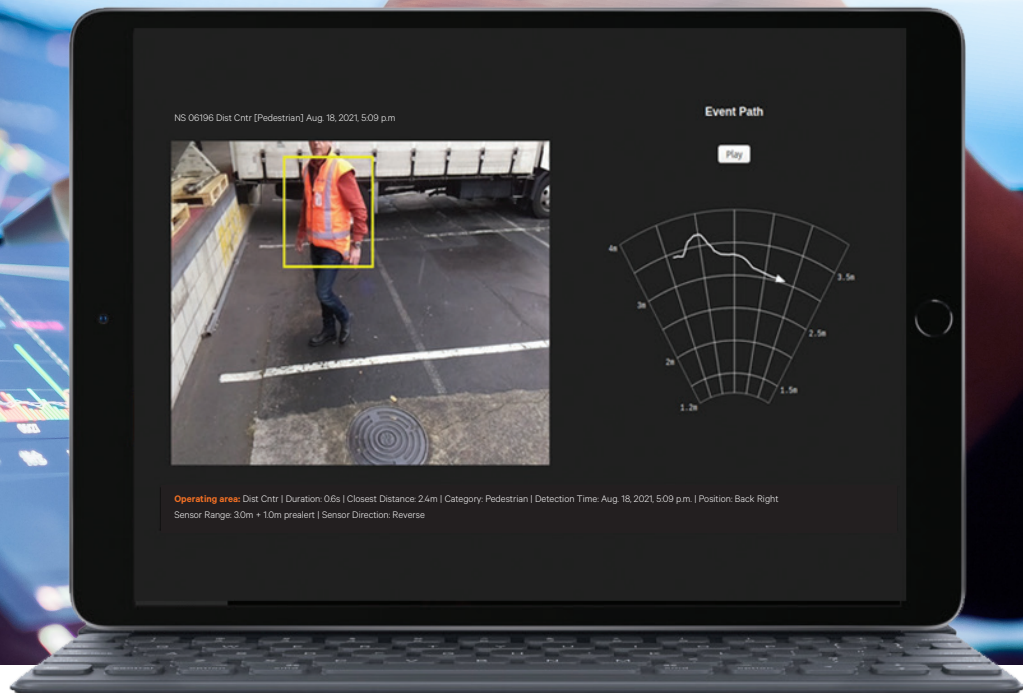 NS 06196 Dist Cntr [Pedestrian] Aug. 18, 2021, 5:09 p.m
Event Path
Play
4m
3.5m
3m
2.5m
2m
1.5m
1.2m
Operating area: Dist Cntr | Duration: 0.6s | Closest Distance: 2.4m | Category: Pedestrian | Detection Time: Aug. 18, 2021, 5:09 p.m. | Position: Back Right
Sensor Range: 3.0m + 1.0m prealert | Sensor Direction: Reverse